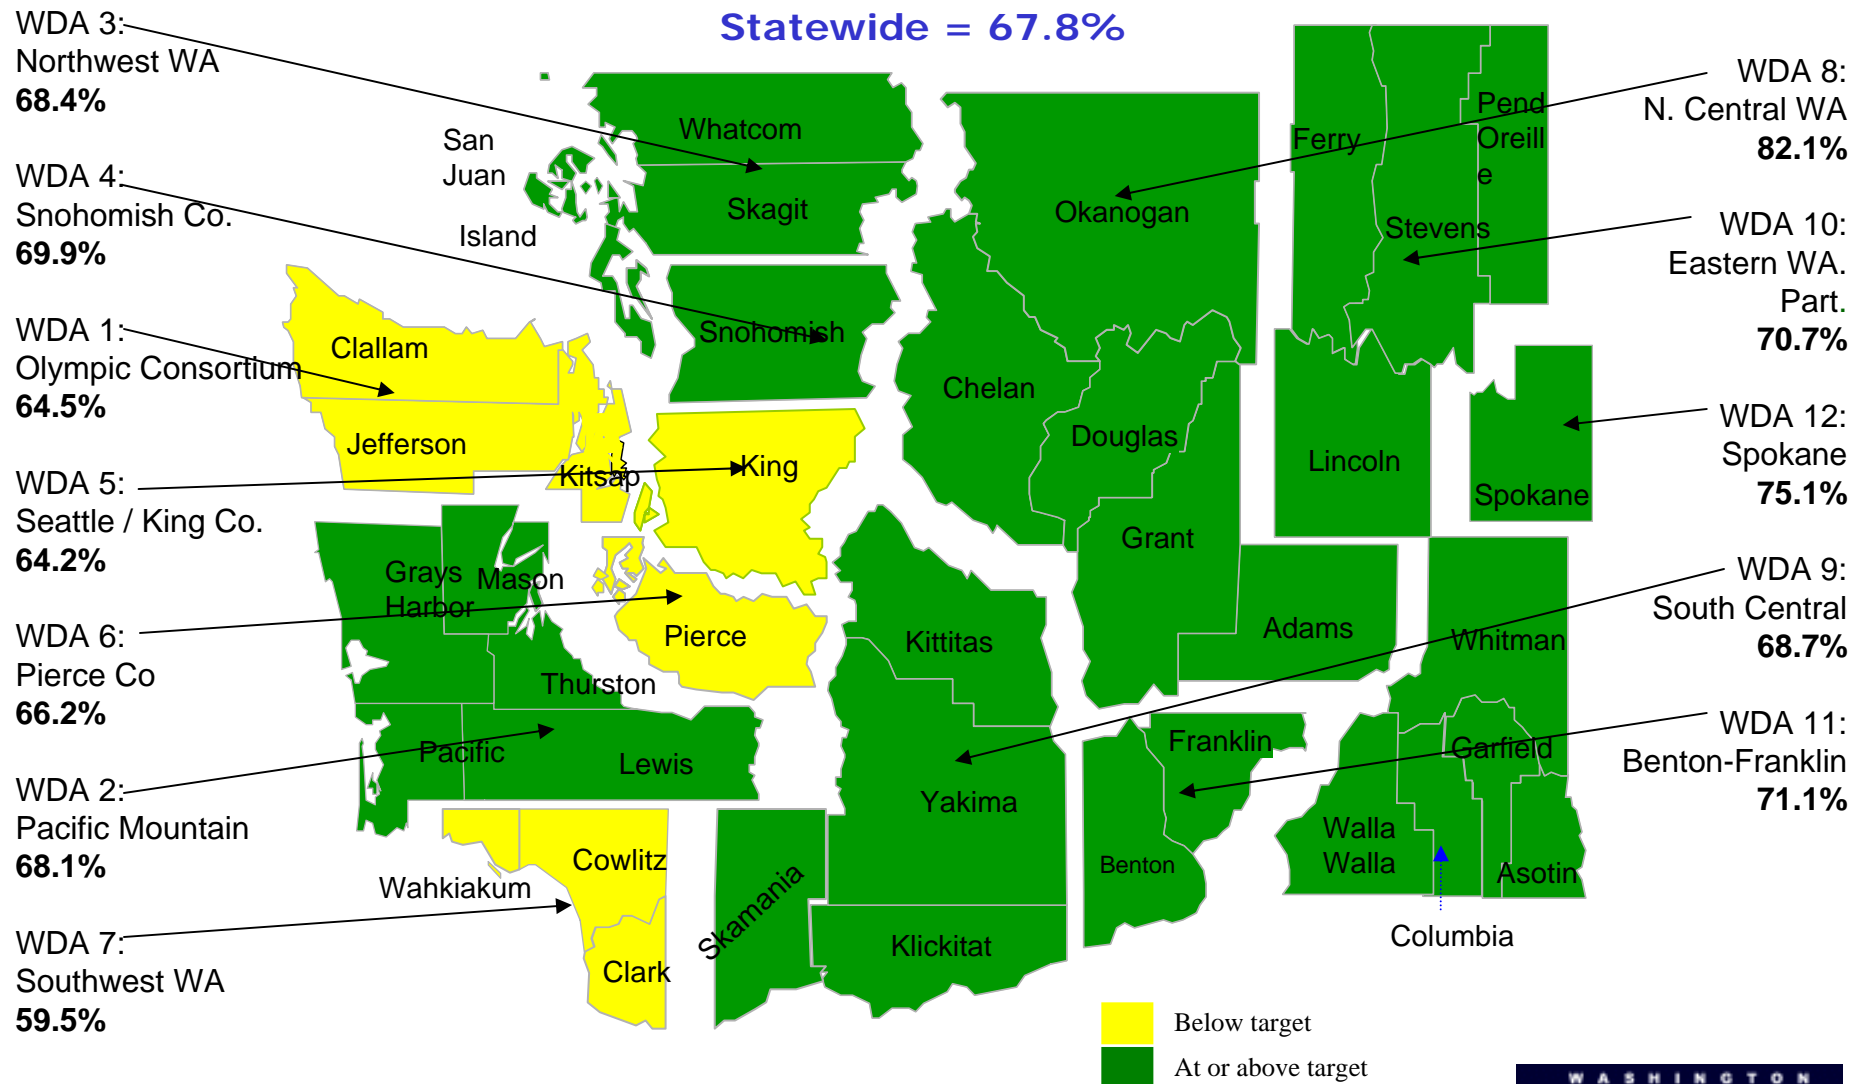 Statewide = 67.8%
WDA 3:
Northwest WA
68.4%
WDA 4:
Snohomish Co.
69.9%
WDA 1:
Olympic Consortium
64.5%
WDA 5:
Seattle / King Co.
64.2%
WDA 6:
Pierce Co
66.2%
WDA 2:
Pacific Mountain
68.1%
WDA 7:
Southwest WA
59.5%
San
Juan
Island
Whatcom
Skagit
Snohomish
Clallam
Jefferson
Kitsap
King
Grays
Harbor
Mason
Pierce
Thurston
Pacific
Lewis
Wahkiakum
Cowlitz
Clark
Skamania
Okanogan
Chelan
Douglas
Grant
Kittitas
Yakima
Klickitat
Ferry
Stevens
Pend
Oreill
e
Lincoln
Spokane
Adams
Whitman
Franklin
Benton
Garfield
Walla
Walla
Asotin
Columbia
WDA 8:
N. Central WA
82.1%
WDA 10:
Eastern WA.
Part.
70.7%
WDA 12:
Spokane
75.1%
WDA 9:
South Central
68.7%
WDA 11:
Benton-Franklin
71.1%
Below target
At or above target
WASHINGTON